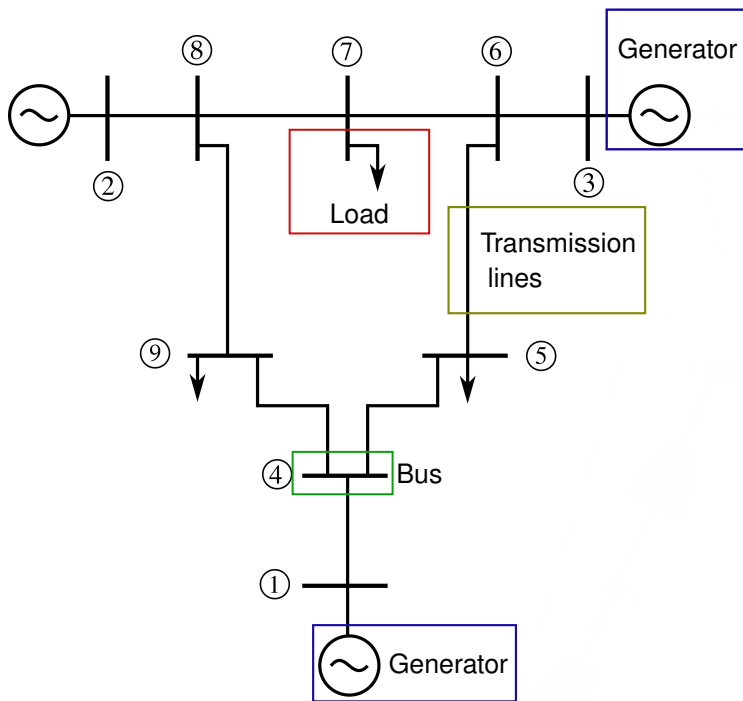 ⑧
⑦
⑥
Generator
②
③
Load
Transmission
lines
⑨
⑤
④
Bus
①
Generator